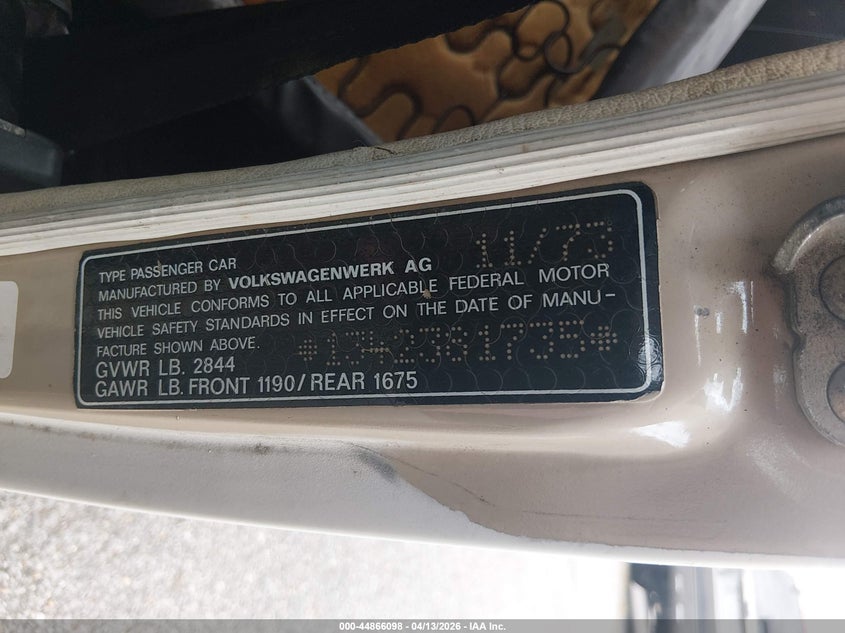 TYPE PASSENGER CAR
MANUFACTURED BY VOLKSWAGENWERK AG 11/73
THIS VEHICLE CONFORMS TO ALL APPLICABLE FEDERAL MOTOR
VEHICLE SAFETY STANDARDS IN EFFECT ON THE DATE OF MANU-
FACTURE SHOWN ABOVE.
GVWR LB. 2844
GAWR LB. FRONT 1190/REAR 1675
000-44866098 - 04/13/2026 - IAA Inc.